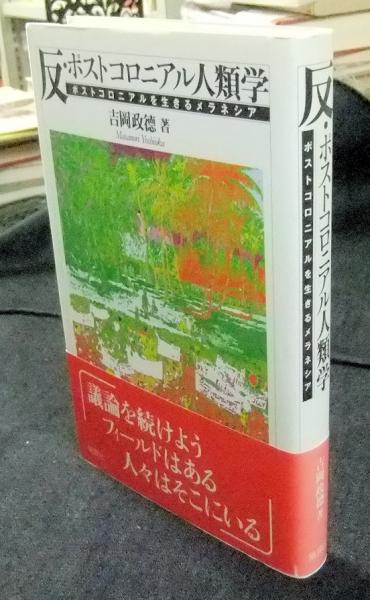 反・ポストコロニアル人類学
ポストコロニアルを生きるメラネシア
吉岡政德 著
Masanori Yoshioka
議論を続けよう
フィールドはある
人々はそこにいる
反・ポストコロニアル人類学
ポストコロニアルを生きるメラネシア
吉岡政德 著